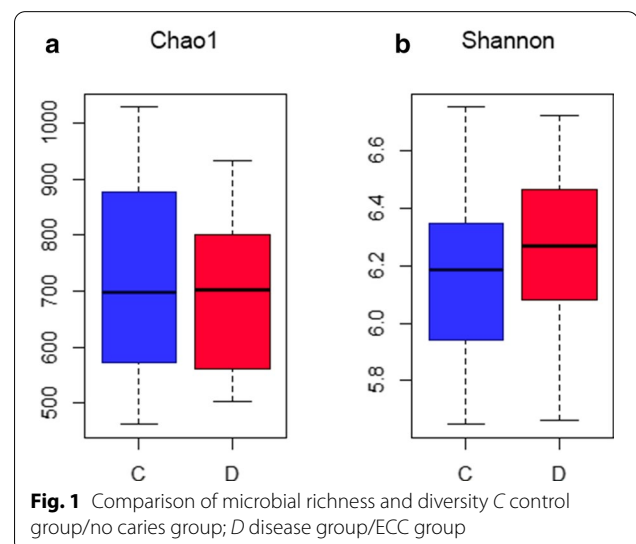 a Chao1
1000
900
800
700
600
500
C D
b Shannon
6.6
6.4
6.2
6.0
5.8
C D
Fig. 1 Comparison of microbial richness and diversity C control
group/no caries group; D disease group/ECC group